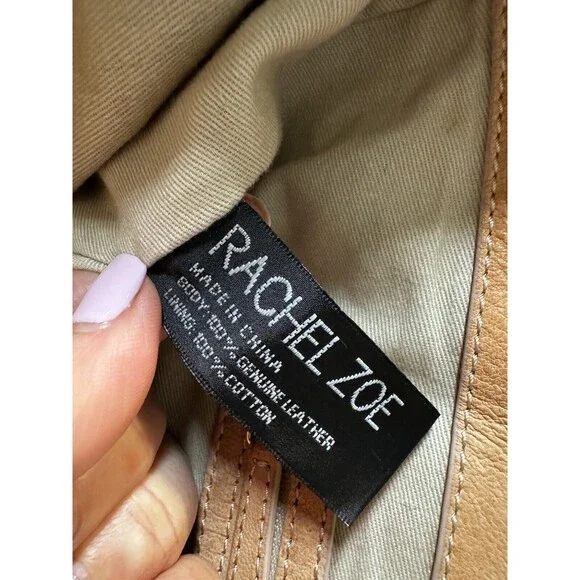 RACHEL ZOE
MADE IN CHINA
BODY: 100% GENUINE LEATHER
LINING: 100% COTTON